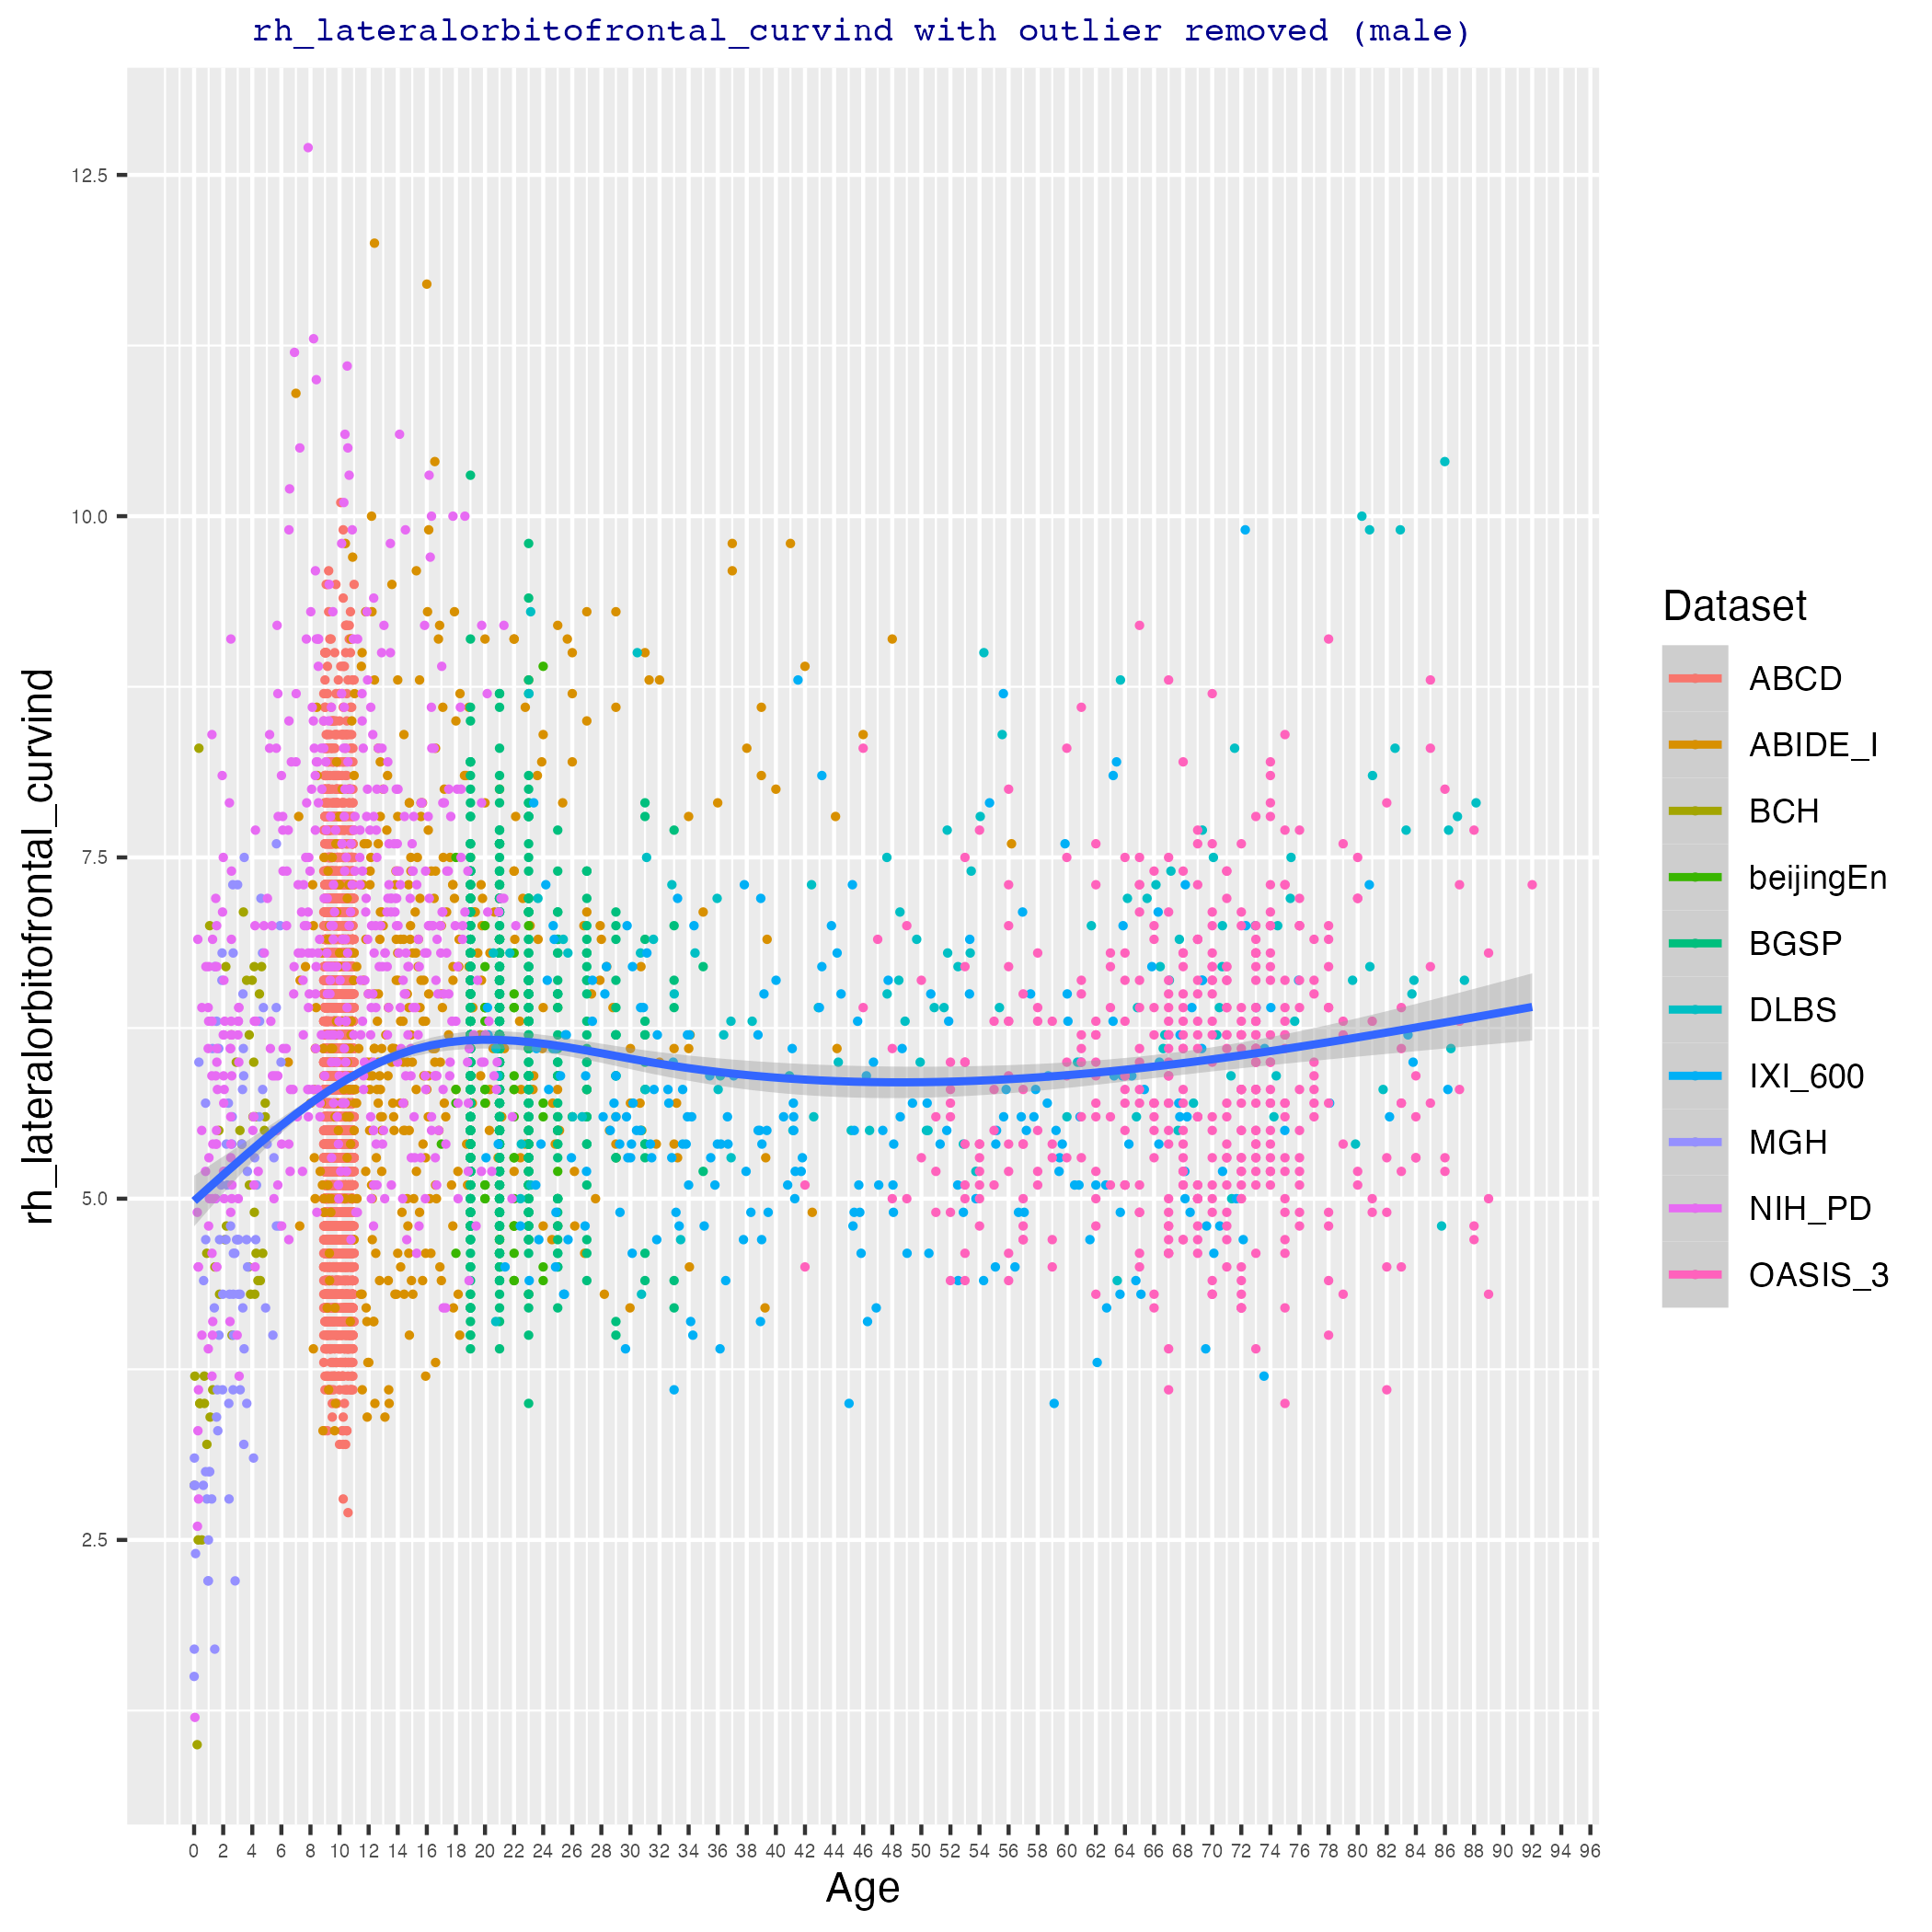 rh_lateralorbitofrontal_curvind with outlier removed (male)
rh_lateralorbitofrontal_curvind
12.5
10.0
7.5
5.0
2.5
0 2 4 6 8 10 12 14 16 18 20 22 24 26 28 30 32 34 36 38 40 42 44 46 48 50 52 54 56 58 60 62 64 66 68 70 72 74 76 78 80 82 84 86 88 90 92 94 96
Age
Dataset
ABCD
ABIDE_I
BCH
beijingEn
BGSP
DLBS
IXI_600
MGH
NIH_PD
OASIS_3